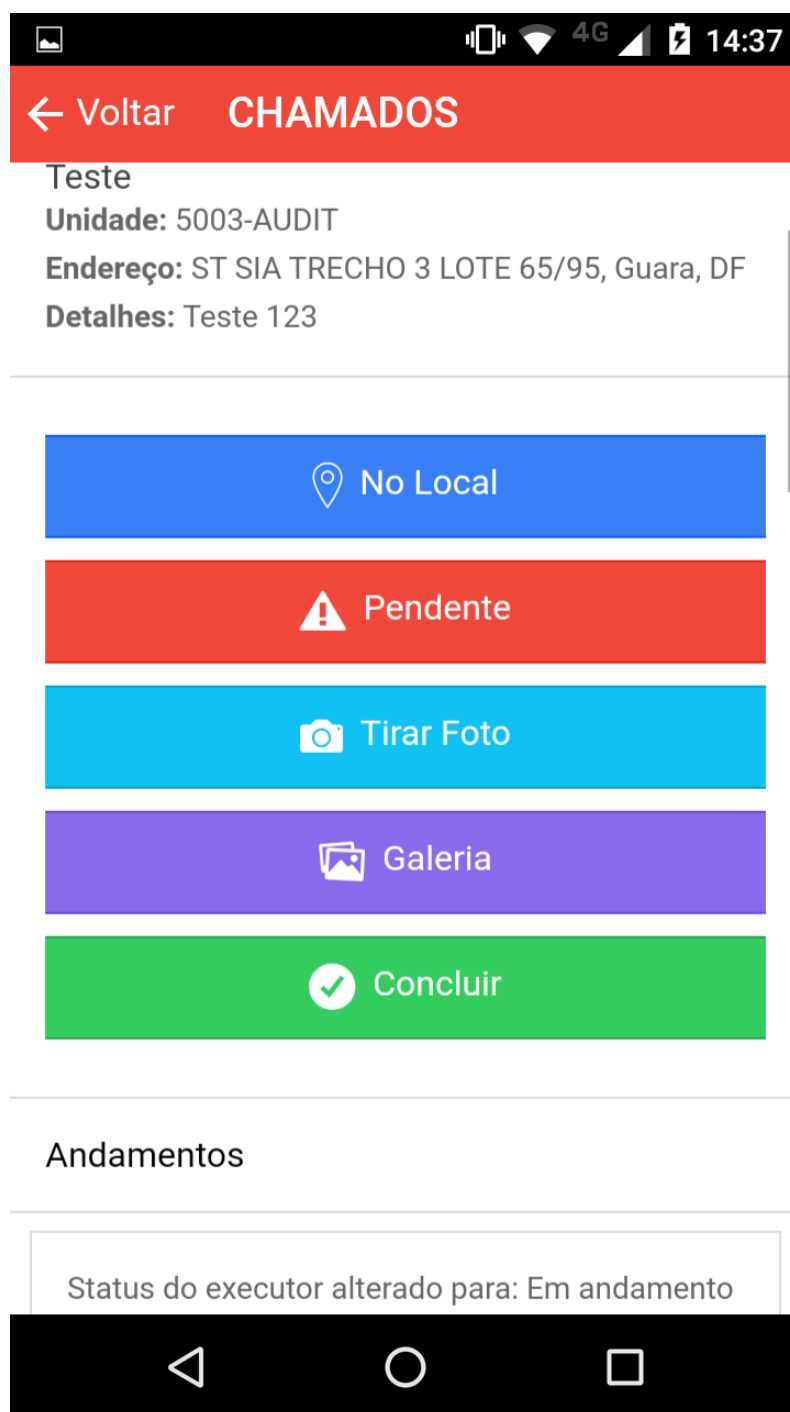 4G 14:37
Voltar CHAMADOS
Teste
Unidade: 5003-AUDIT
Endereço: ST SIA TRECHO 3 LOTE 65/95, Guara, DF
Detalhes: Teste 123
No Local
Pendente
Tirar Foto
Galeria
Concluir
Andamentos
Status do executor alterado para: Em andamento